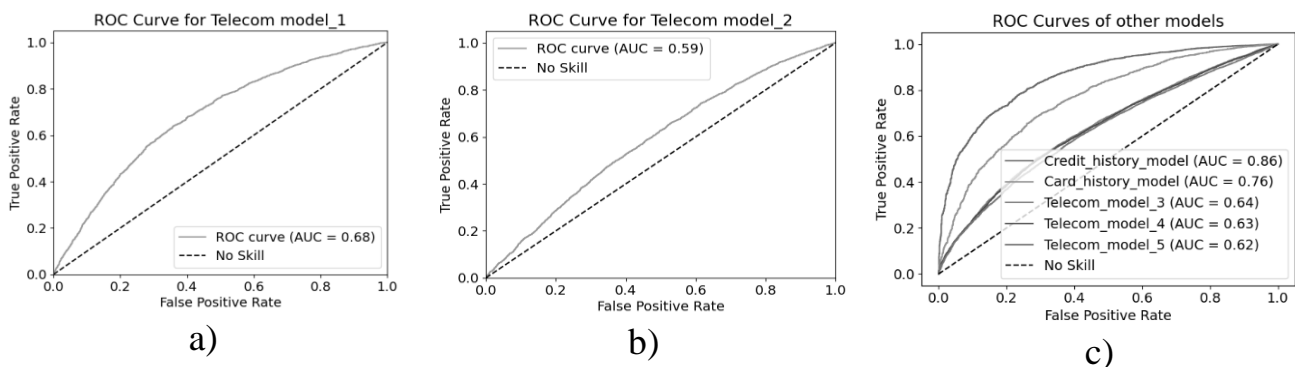 ROC Curve for Telecom model_1
True Positive Rate
1.0
0.8
0.6
0.4
0.2
0.0
ROC curve (AUC = 0.68)
No Skill
0.0 0.2 0.4 0.6 0.8 1.0
False Positive Rate
a)
ROC Curve for Telecom model_2
True Positive Rate
1.0
0.8
0.6
0.4
0.2
0.0
ROC curve (AUC = 0.59)
No Skill
0.0 0.2 0.4 0.6 0.8 1.0
False Positive Rate
b)
ROC Curves of other models
True Positive Rate
1.0
0.8
0.6
0.4
0.2
0.0
Credit_history_model (AUC = 0.86)
Card_history_model (AUC = 0.76)
Telecom_model_3 (AUC = 0.64)
Telecom_model_4 (AUC = 0.63)
Telecom_model_5 (AUC = 0.62)
No Skill
0.0 0.2 0.4 0.6 0.8 1.0
False Positive Rate
c)